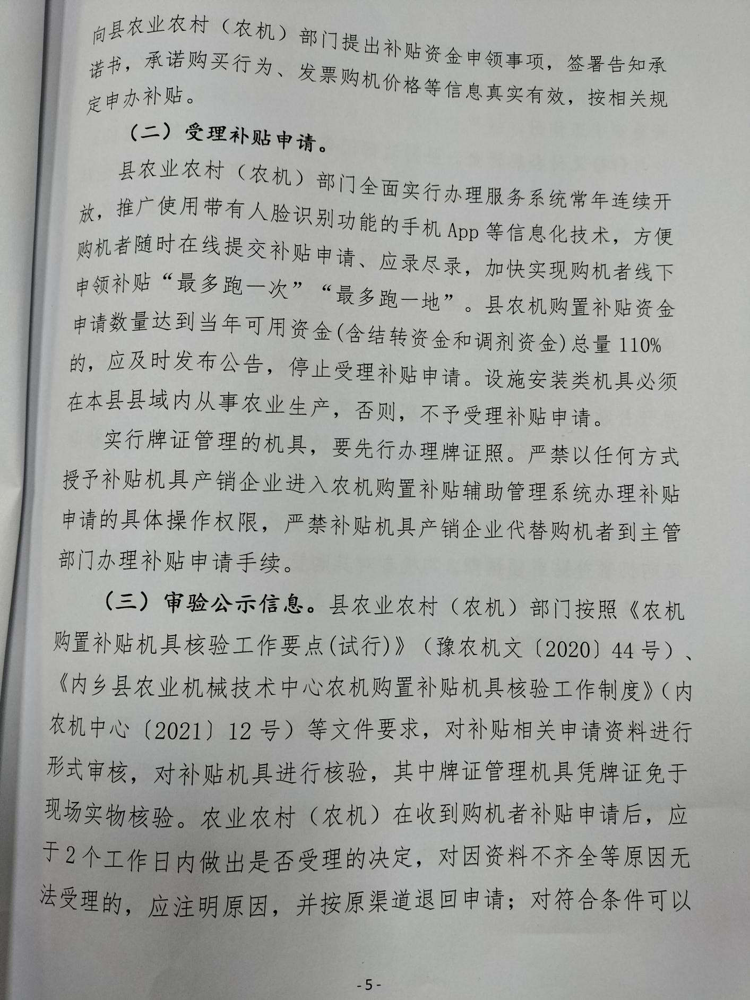 向县农业农村（农机）部门提出补贴资金申领事项，签署告知承
诺书，承诺购买行为、发票购机价格等信息真实有效，按相关规
定申办补贴。
（二）受理补贴申请。
县农业农村（农机）部门全面实行办理服务系统常年连续开
放，推广使用带有人脸识别功能的手机App等信息化技术，方便
购机者随时在线提交补贴申请、应录尽录，加快实现购机者线下
申领补贴“最多跑一次”“最多跑一地”。县农机购置补贴资金
申请数量达到当年可用资金(含结转资金和调剂资金)总量110%
的，应及时发布公告，停止受理补贴申请。设施安装类机具必须
在本县县域内从事农业生产，否则，不予受理补贴申请。
实行牌证管理的机具，要先行办理牌证照。严禁以任何方式
授予补贴机具产销企业进入农机购置补贴辅助管理系统办理补贴
申请的具体操作权限，严禁补贴机具产销企业代替购机者到主管
部门办理补贴申请手续。
（三）审验公示信息。县农业农村（农机）部门按照《农机
购置补贴机具核验工作要点(试行)》（豫农机文〔2020〕44号）、
《内乡县农业机械技术中心农机购置补贴机具核验工作制度》（内
农机中心〔2021〕12号）等文件要求，对补贴相关申请资料进行
形式审核，对补贴机具进行核验，其中牌证管理机具凭牌证免于
现场实物核验。农业农村（农机）在收到购机者补贴申请后，应
于2个工作日内做出是否受理的决定，对因资料不齐全等原因无
法受理的，应注明原因，并按原渠道退回申请；对符合条件可以
-5-